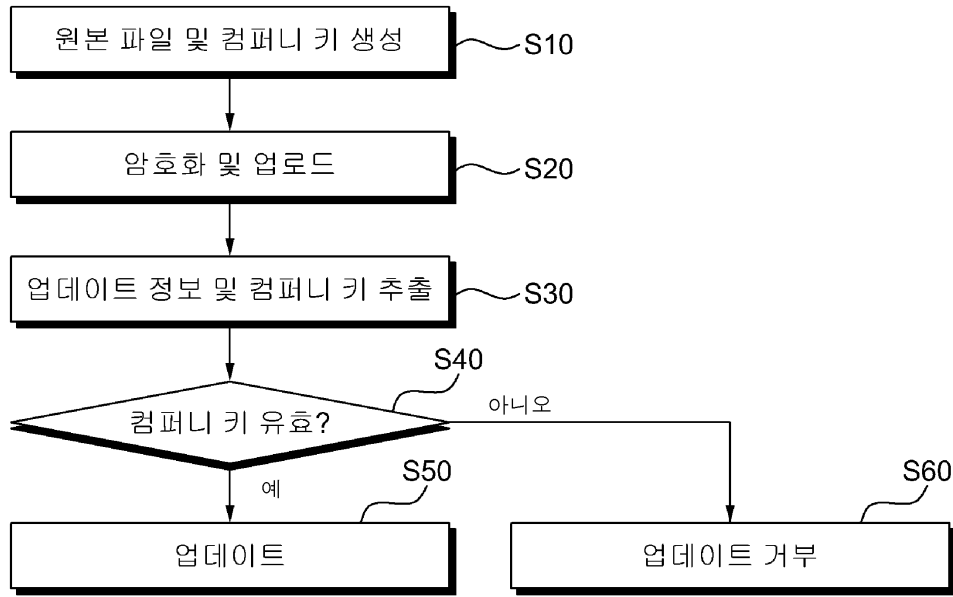 원본 파일 및 컴퍼니 키 생성
S10
암호화 및 업로드
S20
업데이트 정보 및 컴퍼니 키 추출
S30
S40
컴퍼니 키 유효?
아니오
예
S50
S60
업데이트
업데이트 거부